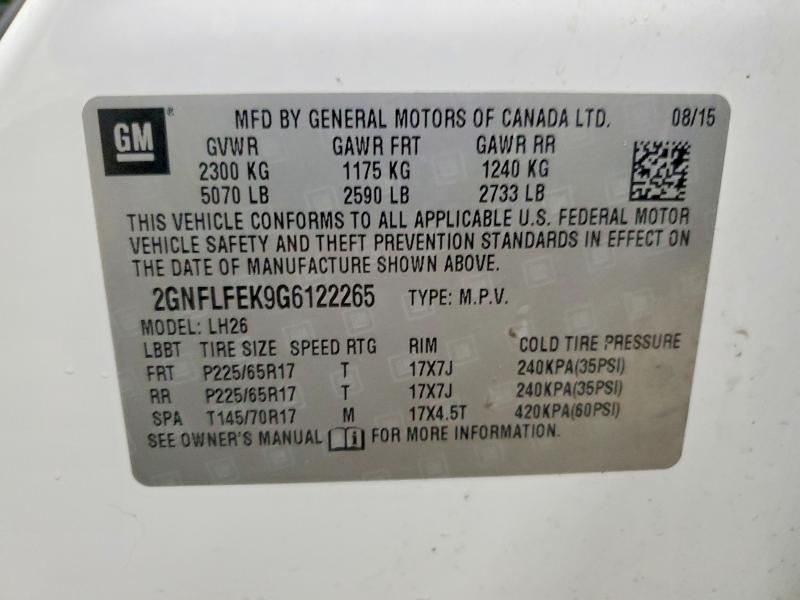 GM® MFD BY GENERAL MOTORS OF CANADA LTD. 08/15
GVWR GAWR FRT GAWR RR
2300 KG 1175 KG 1240 KG
5070 LB 2590 LB 2733 LB
THIS VEHICLE CONFORMS TO ALL APPLICABLE U.S. FEDERAL MOTOR
VEHICLE SAFETY AND THEFT PREVENTION STANDARDS IN EFFECT ON
THE DATE OF MANUFACTURE SHOWN ABOVE.
2GNFLFEK9G6122265 TYPE: M.P.V.
MODEL: LH26
LBBT TIRE SIZE SPEED RTG RIM COLD TIRE PRESSURE
FRT P225/65R17 T 17X7J 240KPA(35PSI)
RR P225/65R17 T 17X7J 240KPA(35PSI)
SPA T145/70R17 M 17X4.5T 420KPA(60PSI)
SEE OWNER'S MANUAL FOR MORE INFORMATION.